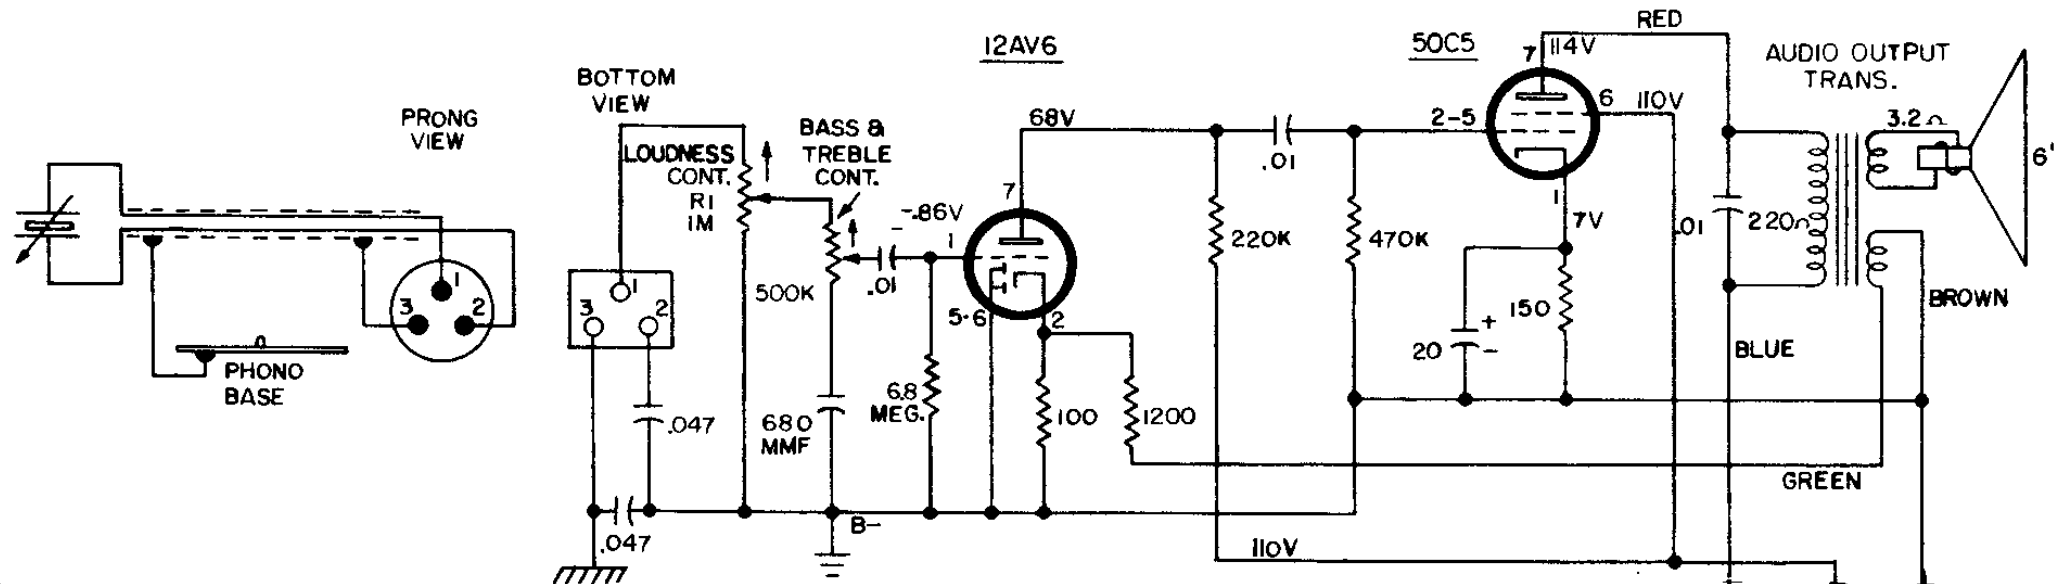 PRONG
VIEW
1
3
2
PHONO
BASE
BOTTOM
VIEW
LOUDNESS
CONT.
R1
1M
1
3
2
.047
.047
BASS &
TREBLE
CONT.
500K
680
MMF
B-
12AV6
-.86V
.01
1
7
68V
5-6
2
6.8
MEG.
100
1200
220K
.01
470K
50C5
7
114V
RED
2-5
6
110V
1
7V
20
+
-
150
110V
AUDIO OUTPUT
TRANS.
3.2Ω
6"
.01
220Ω
BLUE
BROWN
GREEN